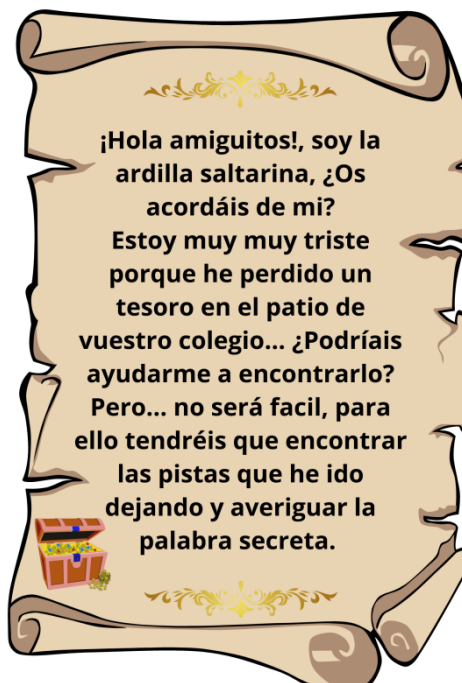 ¡Hola amiguitos!, soy la
ardilla saltarina, ¿Os
acordáis de mi?
Estoy muy muy triste
porque he perdido un
tesoro en el patio de
vuestro colegio... ¿Podríais
ayudarme a encontrarlo?
Pero... no será facil, para
ello tendréis que encontrar
las pistas que he ido
dejando y averiguar la
palabra secreta.